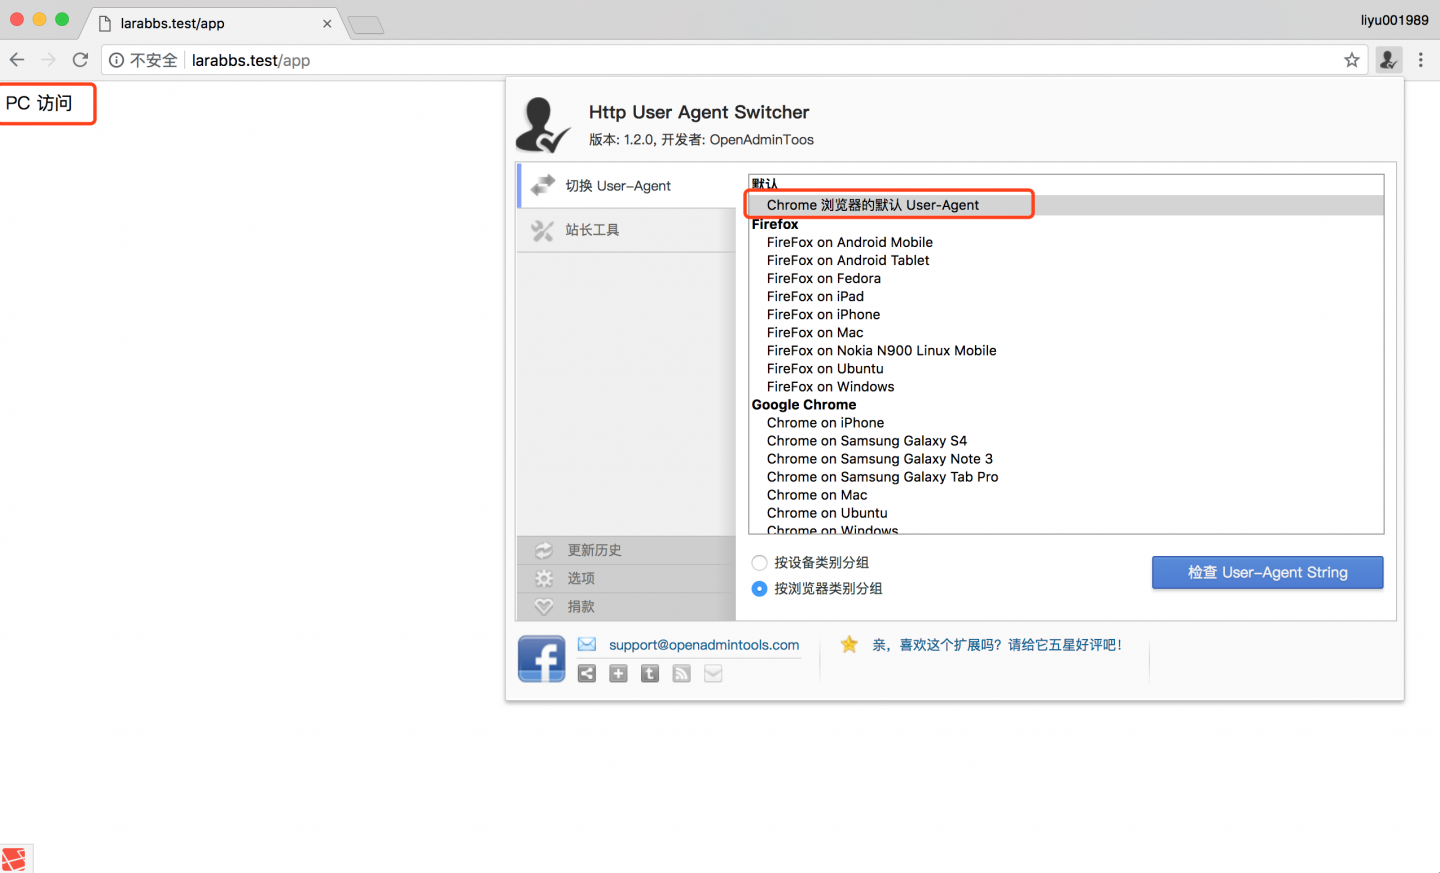 larabbs.test/app
liyu001989
不安全
larabbs.test/app
PC 访问
Http User Agent Switcher
版本: 1.2.0, 开发者: OpenAdminToos
切换 User-Agent
站长工具
更新历史
选项
捐款
默认
Chrome 浏览器的默认 User-Agent
Firefox
FireFox on Android Mobile
FireFox on Android Tablet
FireFox on Fedora
FireFox on iPad
FireFox on iPhone
FireFox on Mac
FireFox on Nokia N900 Linux Mobile
FireFox on Ubuntu
FireFox on Windows
Google Chrome
Chrome on iPhone
Chrome on Samsung Galaxy S4
Chrome on Samsung Galaxy Note 3
Chrome on Samsung Galaxy Tab Pro
Chrome on Mac
Chrome on Ubuntu
Chrome on Windows
按设备类别分组
按浏览器类别分组
检查 User-Agent String
support@openadmintools.com
亲，喜欢这个扩展吗？请给它五星好评吧！